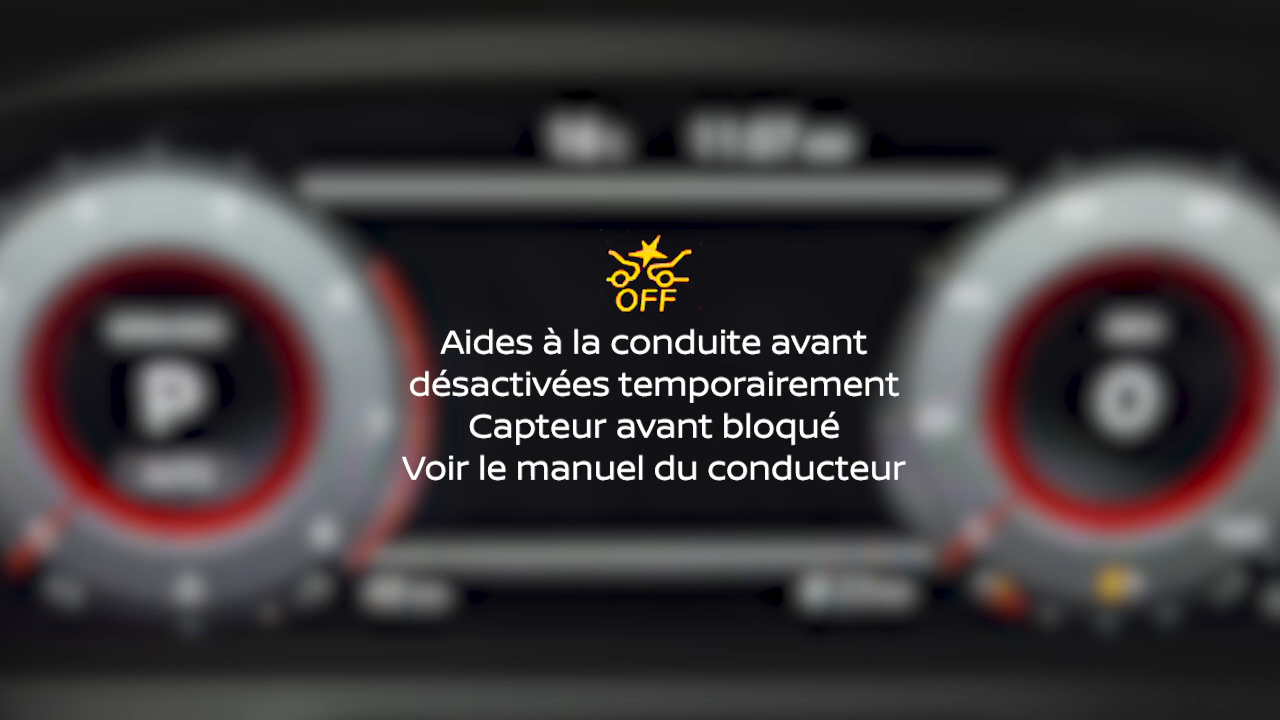 OFF
Aides à la conduite avant
désactivées temporairement
Capteur avant bloqué
Voir le manuel du conducteur